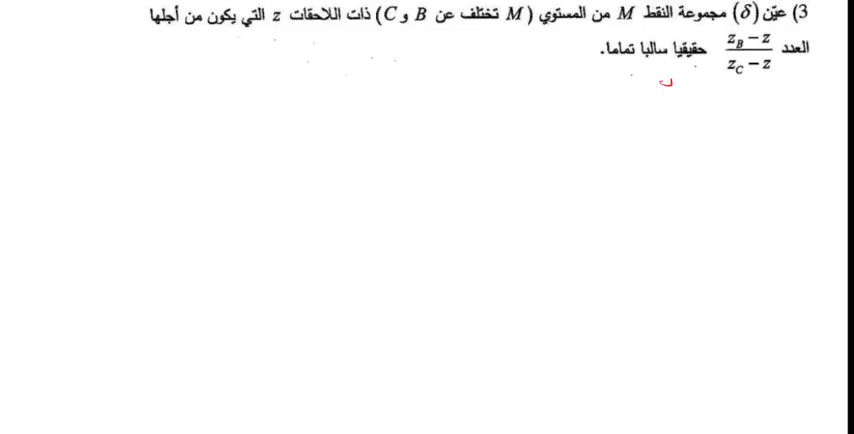 3) عيّن (δ) مجموعة النقط M من المستوي (M تختلف عن B و C) ذات اللاحقات z التي يكون من أجلها
العدد (z_B − z)/(z_C − z) حقيقيا سالبا تماما.